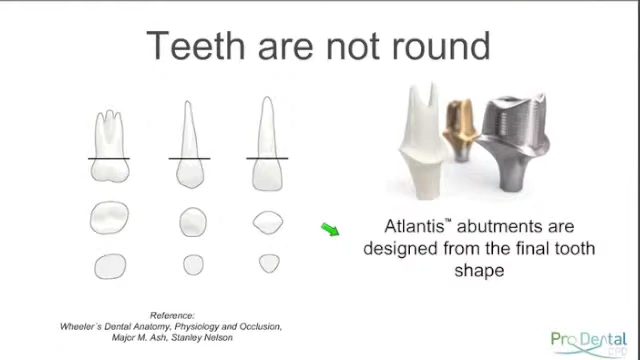 Teeth are not round
Atlantis™ abutments are
designed from the final tooth
shape
Reference:
Wheeler´s Dental Anatomy, Physiology and Occlusion,
Major M. Ash, Stanley Nelson
ProDental
CPD